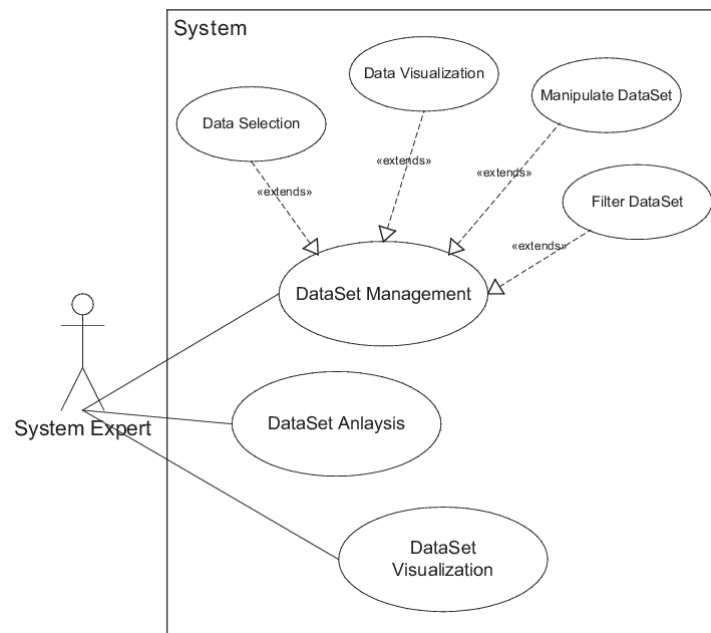 System
Data Visualization
Manipulate DataSet
Data Selection
«extends»
«extends»
«extends»
Filter DataSet
«extends»
DataSet Management
DataSet Anlaysis
System Expert
DataSet
Visualization